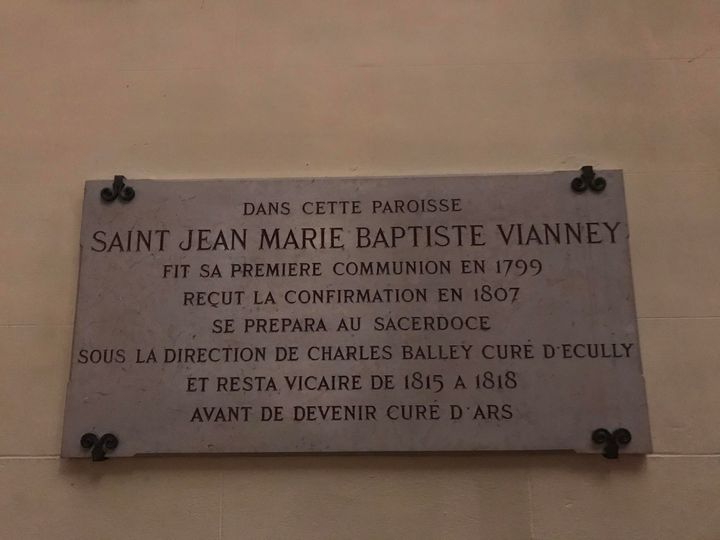 DANS CETTE PAROISSE
SAINT JEAN MARIE BAPTISTE VIANNEY
FIT SA PREMIERE COMMUNION EN 1799
REÇUT LA CONFIRMATION EN 1807
SE PREPARA AU SACERDOCE
SOUS LA DIRECTION DE CHARLES BALLEY CURÉ D'ECULLY
ET RESTA VICAIRE DE 1815 A 1818
AVANT DE DEVENIR CURÉ D'ARS